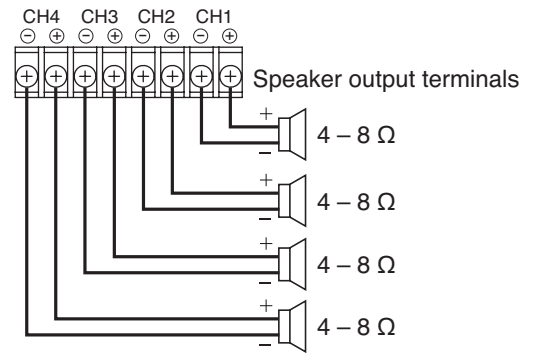 CH4 CH3 CH2 CH1
⊖ ⊕ ⊖ ⊕ ⊖ ⊕ ⊖ ⊕
Speaker output terminals
+
4 – 8 Ω
–
+
4 – 8 Ω
–
+
4 – 8 Ω
–
+
4 – 8 Ω
–